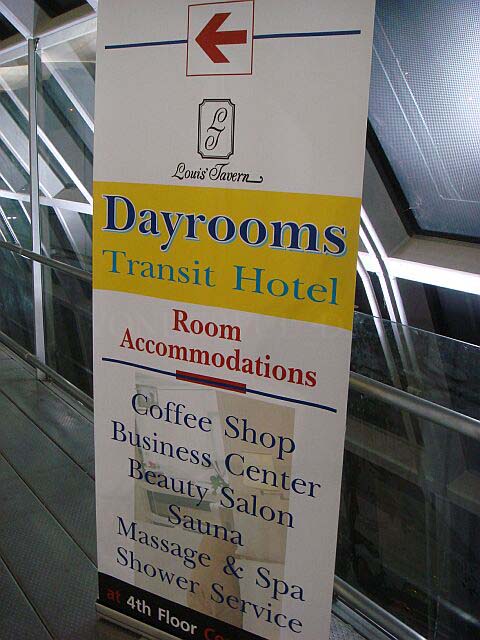 LT
Louis' Tavern
Dayrooms
Transit Hotel
Room
Accommodations
Coffee Shop
Business Center
Beauty Salon
Sauna
Massage & Spa
Shower Service
at 4th Floor